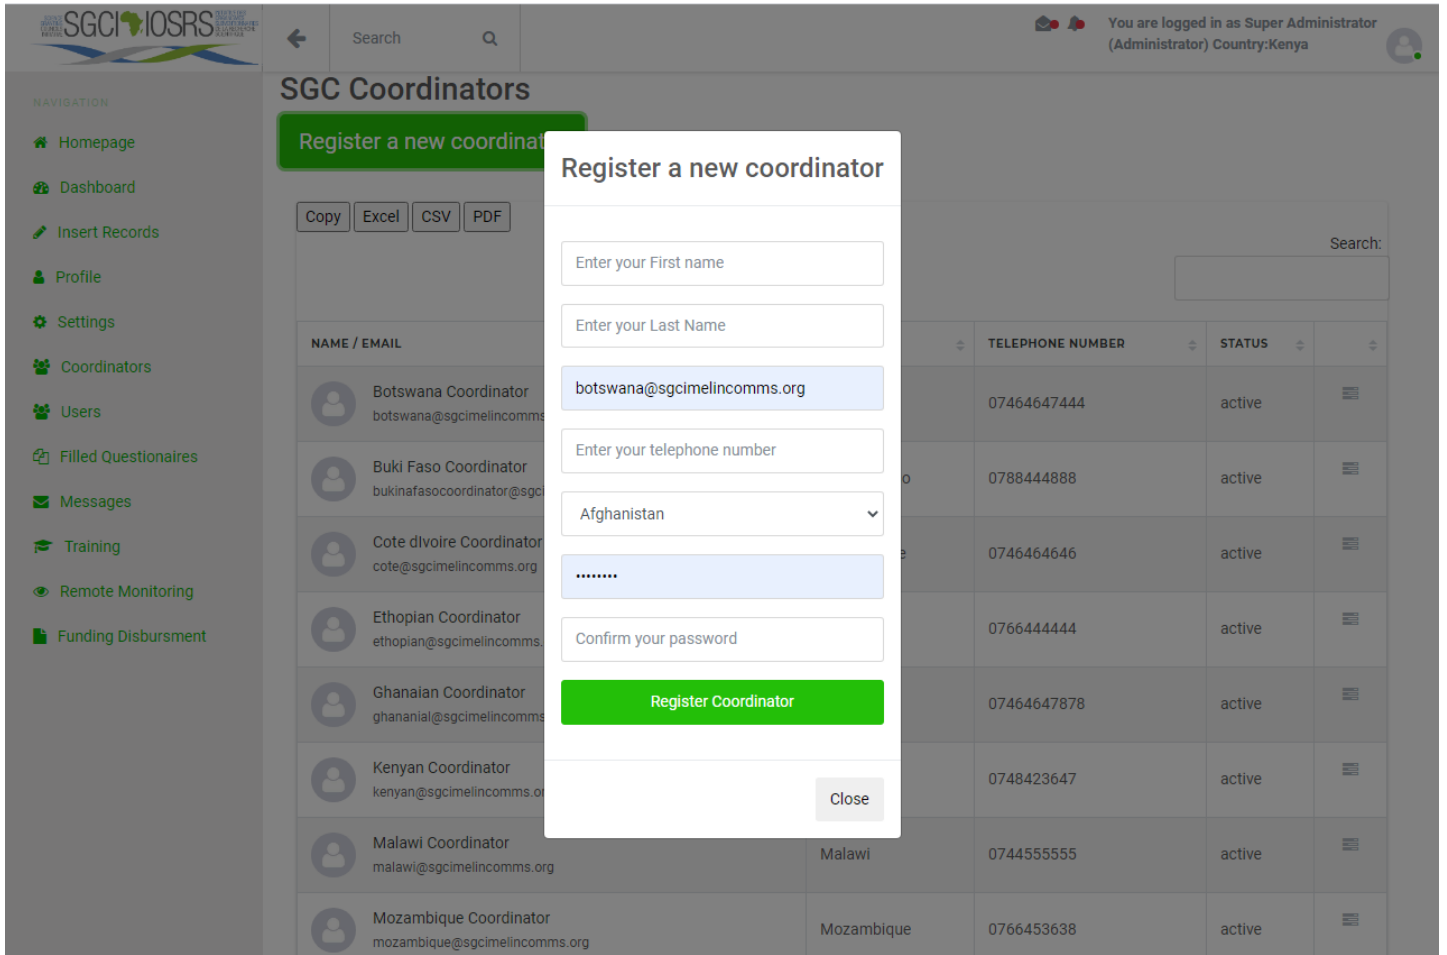 SGCI IOSRS
Search
You are logged in as Super Administrator
(Administrator) Country:Kenya
NAVIGATION
Homepage
Dashboard
Insert Records
Profile
Settings
Coordinators
Users
Filled Questionaires
Messages
Training
Remote Monitoring
Funding Disbursment
SGC Coordinators
Register a new coordinat
Copy Excel CSV PDF
Search:
NAME / EMAIL TELEPHONE NUMBER STATUS
Botswana Coordinator
botswana@sgcimelincomms
07464647444 active
Buki Faso Coordinator
bukinafasocoordinator@sgci
o 0788444888 active
Cote dIvoire Coordinator
cote@sgcimelincomms.org
e 0746464646 active
Ethopian Coordinator
ethopian@sgcimelincomms.
0766444444 active
Ghanaian Coordinator
ghananial@sgcimelincomms
07464647878 active
Kenyan Coordinator
kenyan@sgcimelincomms.or
0748423647 active
Malawi Coordinator
malawi@sgcimelincomms.org
Malawi 0744555555 active
Mozambique Coordinator
mozambique@sgcimelincomms.org
Mozambique 0766453638 active
Register a new coordinator
Enter your First name
Enter your Last Name
botswana@sgcimelincomms.org
Enter your telephone number
Afghanistan
••••••••
Confirm your password
Register Coordinator
Close